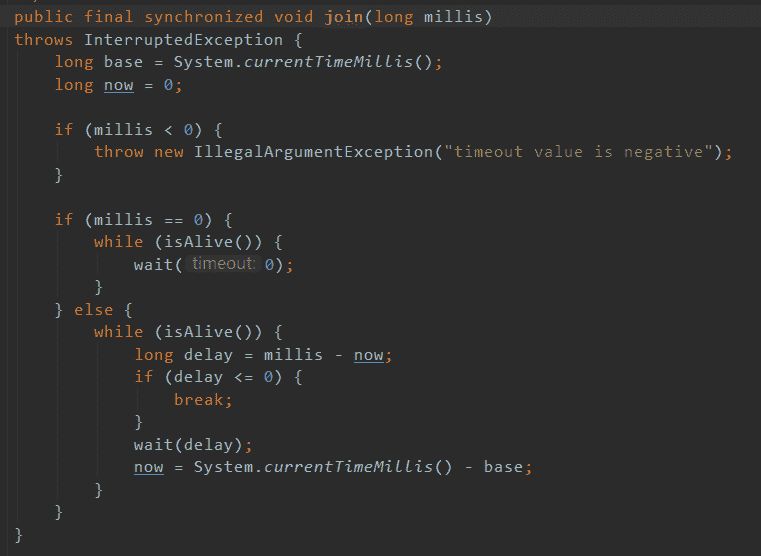 public final synchronized void join(long millis)
throws InterruptedException {
    long base = System.currentTimeMillis();
    long now = 0;

    if (millis < 0) {
        throw new IllegalArgumentException("timeout value is negative");
    }

    if (millis == 0) {
        while (isAlive()) {
            wait( timeout: 0);
        }
    } else {
        while (isAlive()) {
            long delay = millis - now;
            if (delay <= 0) {
                break;
            }
            wait(delay);
            now = System.currentTimeMillis() - base;
        }
    }
}